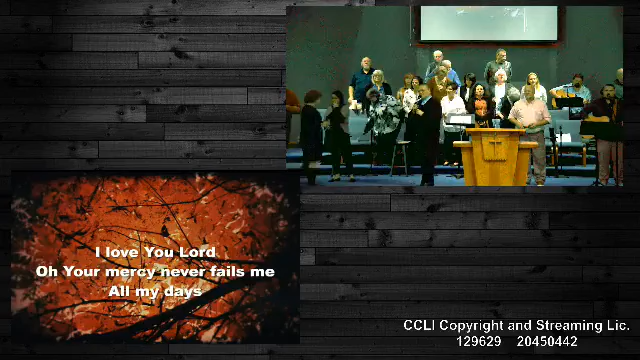 I love You Lord
Oh Your mercy never fails me
All my days
CCLI Copyright and Streaming Lic.
129629 20450442